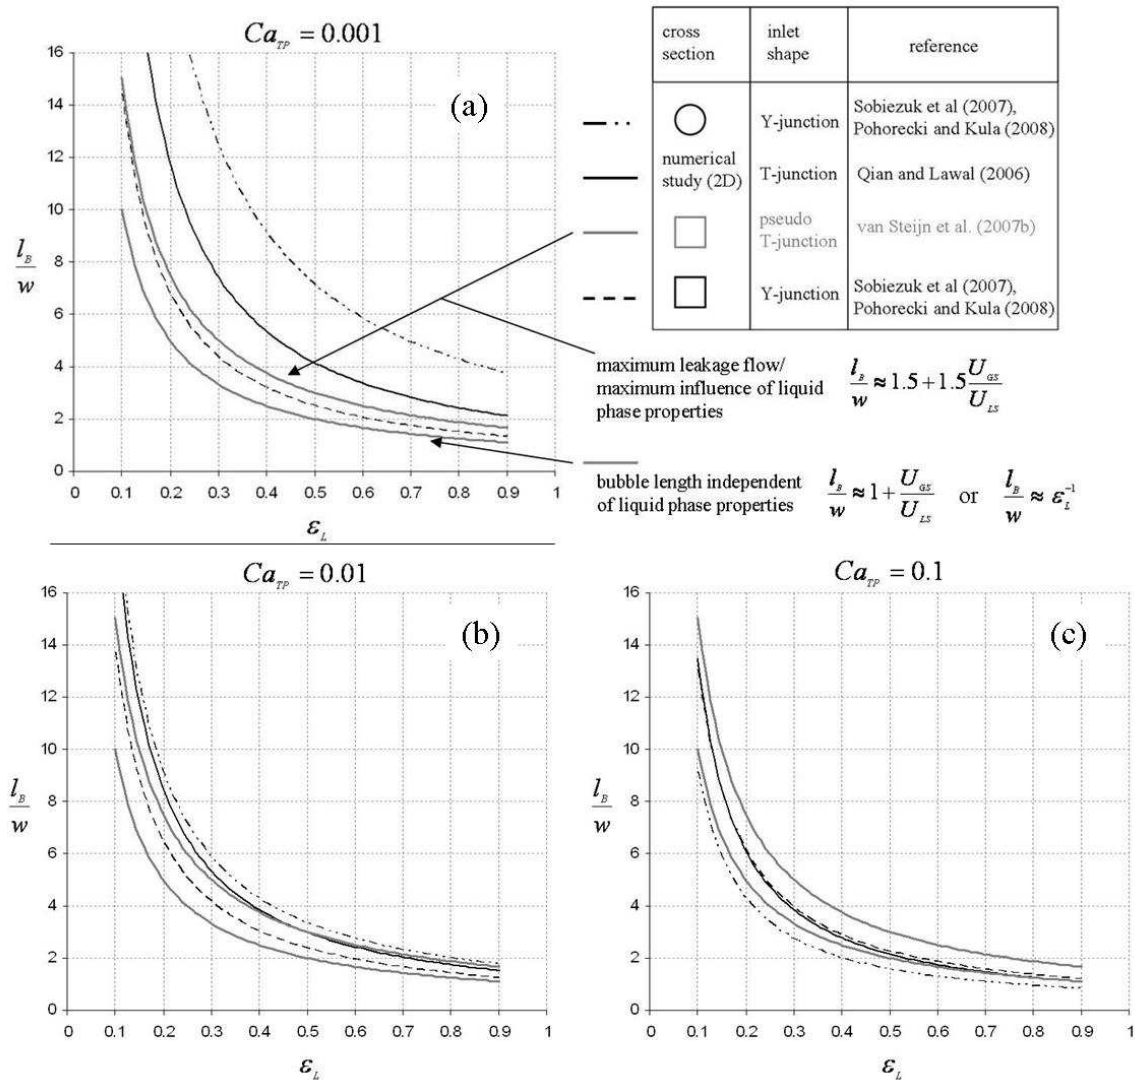 Ca_TP = 0.001
(a)
16
14
12
10
8
6
4
2
0
l_B/w
0 0.1 0.2 0.3 0.4 0.5 0.6 0.7 0.8 0.9 1
ε_L
cross section
inlet shape
reference
Y-junction
Sobiezuk et al (2007),
Pohorecki and Kula (2008)
numerical
study (2D)
T-junction
Qian and Lawal (2006)
pseudo
T-junction
van Steijn et al. (2007b)
Y-junction
Sobiezuk et al (2007),
Pohorecki and Kula (2008)
maximum leakage flow/
maximum influence of liquid
phase properties
l_B/w ≈ 1.5 + 1.5 U_GS/U_LS
bubble length independent
of liquid phase properties
l_B/w ≈ 1 + U_GS/U_LS or l_B/w ≈ ε_L^-1
Ca_TP = 0.01
(b)
16
14
12
10
8
6
4
2
0
l_B/w
0 0.1 0.2 0.3 0.4 0.5 0.6 0.7 0.8 0.9 1
ε_L
Ca_TP = 0.1
(c)
16
14
12
10
8
6
4
2
0
l_B/w
0 0.1 0.2 0.3 0.4 0.5 0.6 0.7 0.8 0.9 1
ε_L